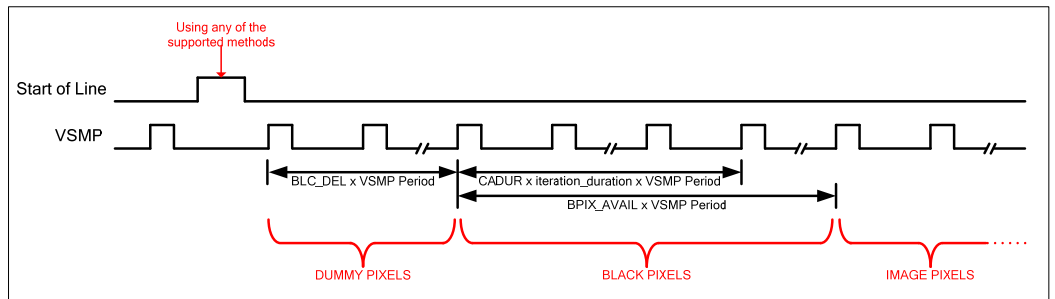 Using any of the
supported methods
Start of Line
VSMP
BLC_DEL x VSMP Period
CADUR x iteration_duration x VSMP Period
BPIX_AVAIL x VSMP Period
DUMMY PIXELS
BLACK PIXELS
IMAGE PIXELS